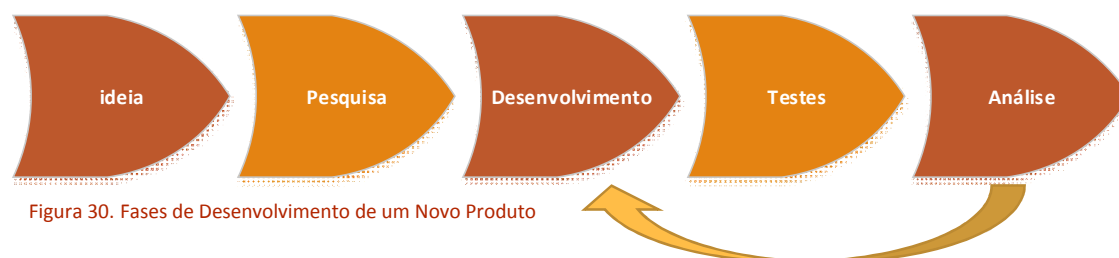 ideia
Pesquisa
Desenvolvimento
Testes
Análise
Figura 30. Fases de Desenvolvimento de um Novo Produto